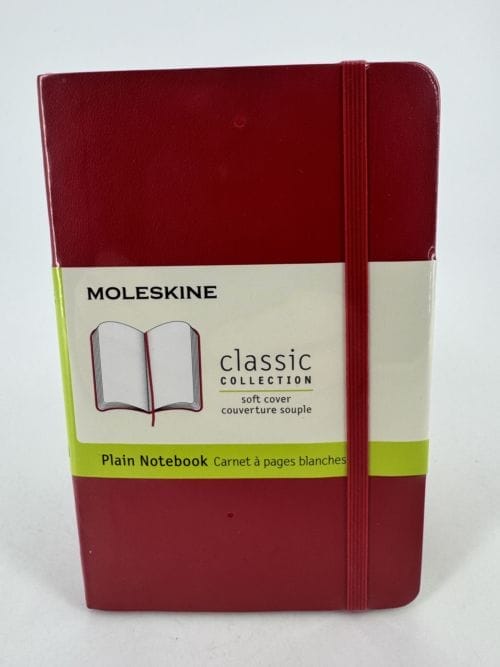 MOLESKINE
classic
COLLECTION
soft cover
couverture souple
Plain Notebook Carnet à pages blanches